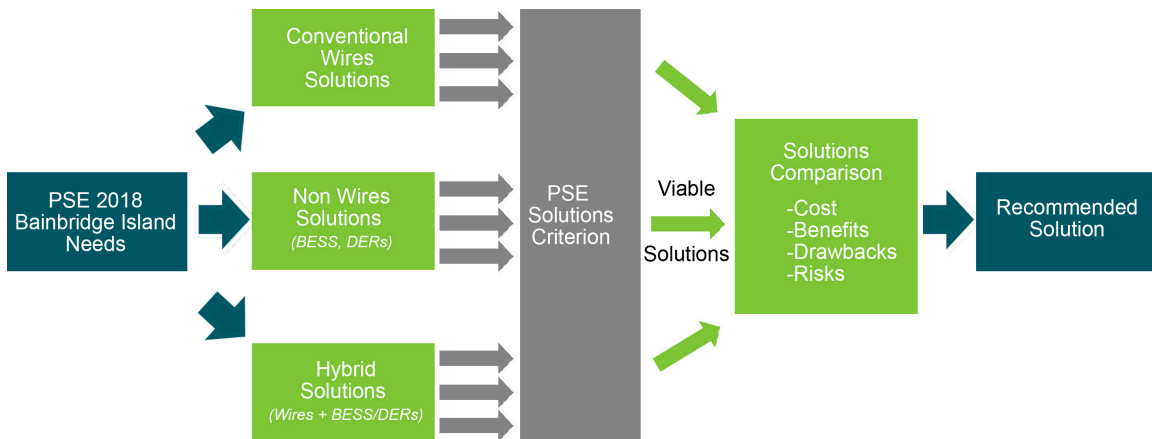 PSE 2018
Bainbridge Island
Needs
Conventional
Wires
Solutions
Non Wires
Solutions
(BESS, DERs)
Hybrid
Solutions
(Wires + BESS/DERs)
PSE
Solutions
Criterion
Viable
Solutions
Solutions
Comparison
-Cost
-Benefits
-Drawbacks
-Risks
Recommended
Solution